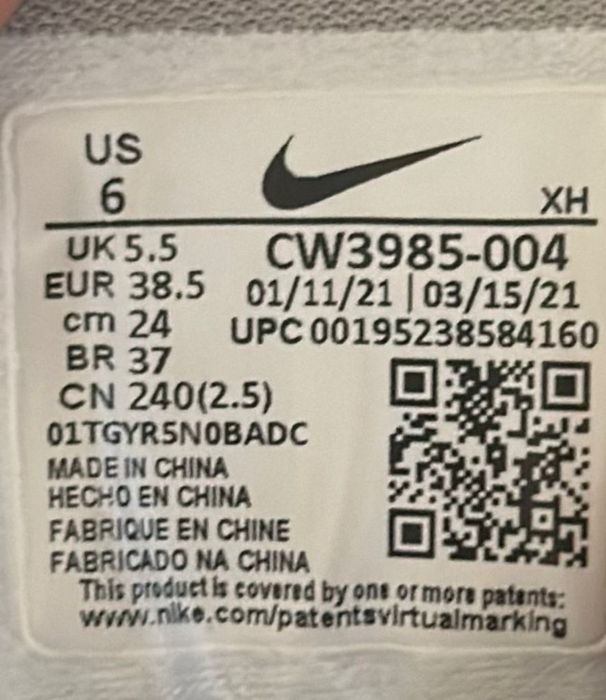 US
6
XH
UK 5.5
EUR 38.5
cm 24
BR 37
CN 240(2.5)
CW3985-004
01/11/21 | 03/15/21
UPC 00195238584160
01TGYR5N0BADC
MADE IN CHINA
HECHO EN CHINA
FABRIQUE EN CHINE
FABRICADO NA CHINA
This product is covered by one or more patents:
www.nike.com/patentsvirtualmarking